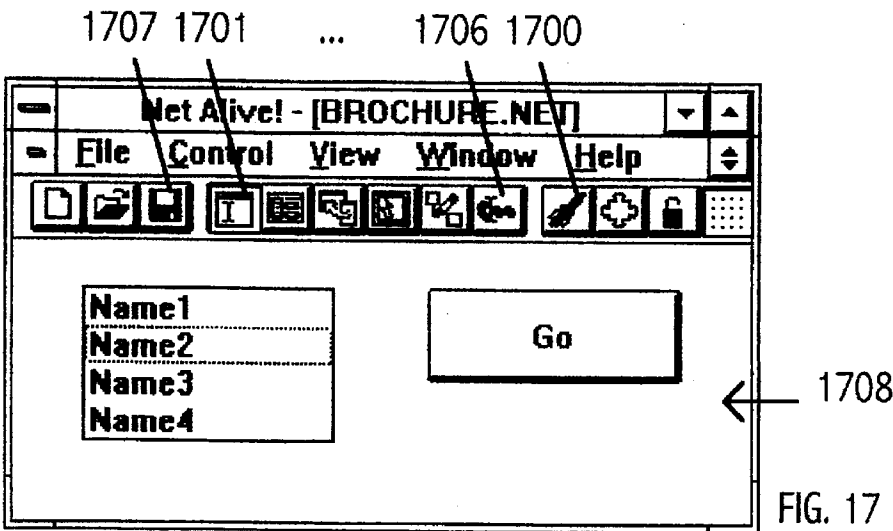 1707 1701 ... 1706 1700
Net Alive! - [BROCHURE.NET]
File Control View Window Help
Name1
Name2
Name3
Name4
Go
1708
FIG. 17